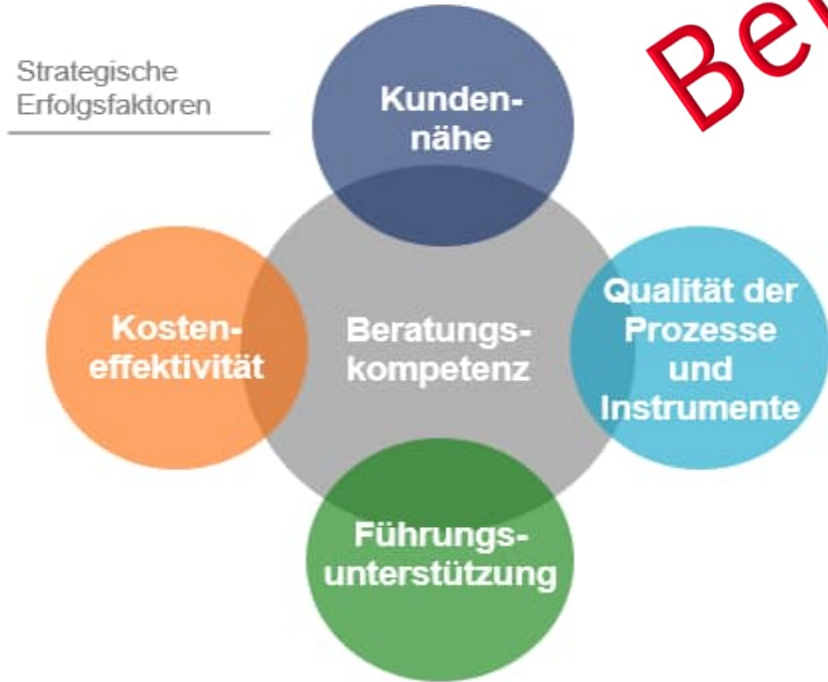 Strategische
Erfolgsfaktoren
Kunden-
nähe
Kosten-
effektivität
Beratungs-
kompetenz
Qualität der
Prozesse
und
Instrumente
Führungs-
unterstützung